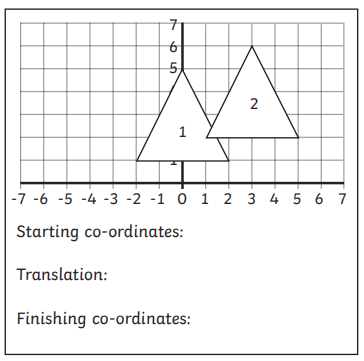 7
6
5
2
1
1
-7 -6 -5 -4 -3 -2 -1 0 1 2 3 4 5 6 7
Starting co-ordinates:
Translation:
Finishing co-ordinates: